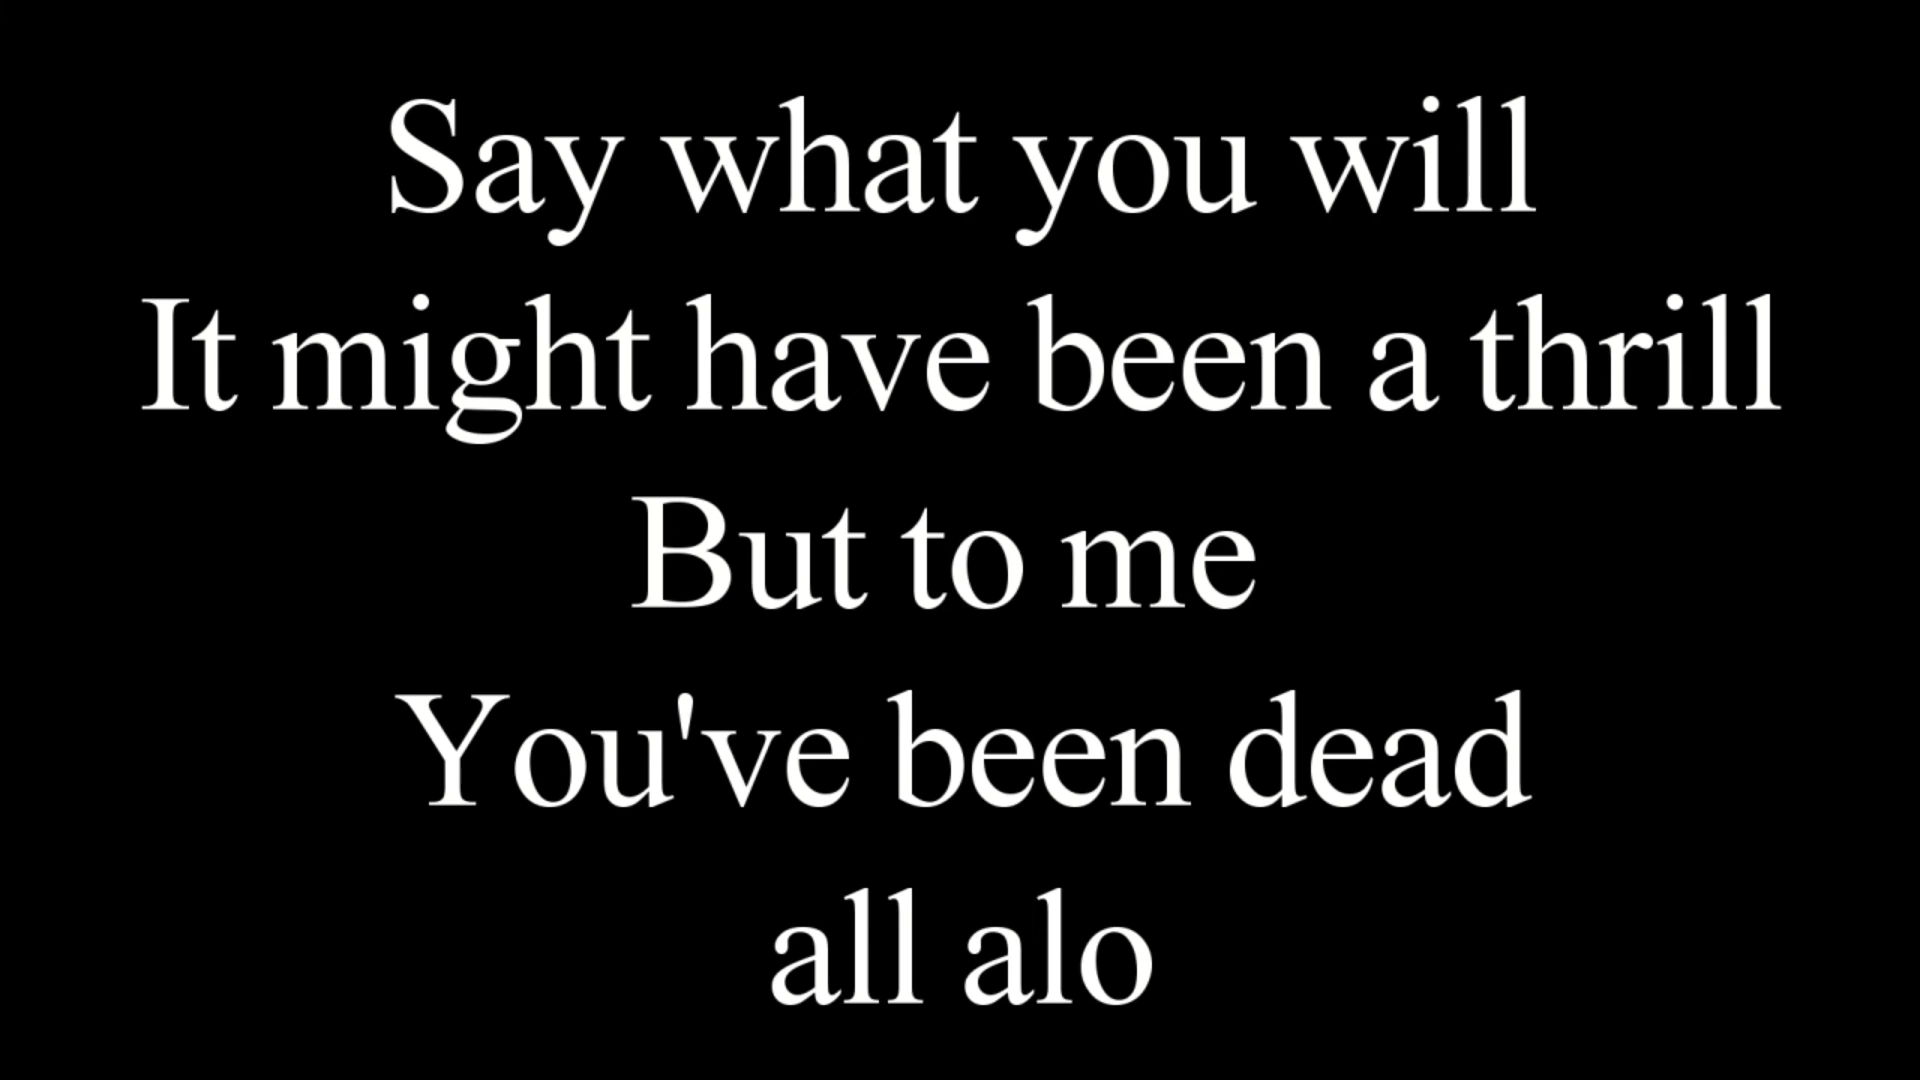 Say what you will
It might have been a thrill
But to me
You've been dead
all alo